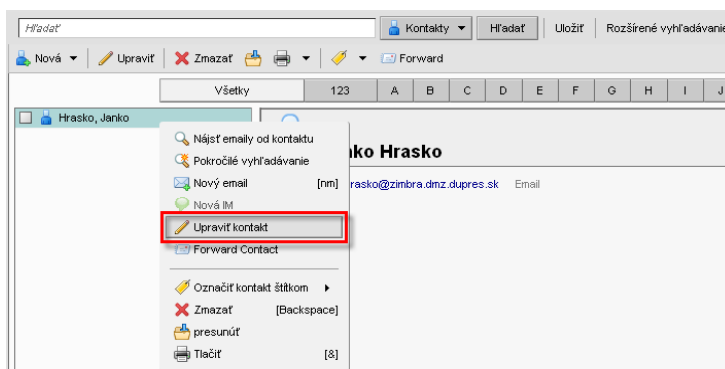 Hľadať Kontakty Hľadať Uložiť Rozšírené vyhľadávanie
Nová Upraviť Zmazať Forward
Všetky 123 A B C D E F G H I J
Hrasko, Janko
ko Hrasko
rasko@zimbra.dmz.dupres.sk Email
Nájsť emaily od kontaktu
Pokročilé vyhľadávanie
Nový email [nm]
Nová IM
Upraviť kontakt
Forward Contact
Označiť kontakt štítkom
Zmazať [Backspace]
presunúť
Tlačiť [&]